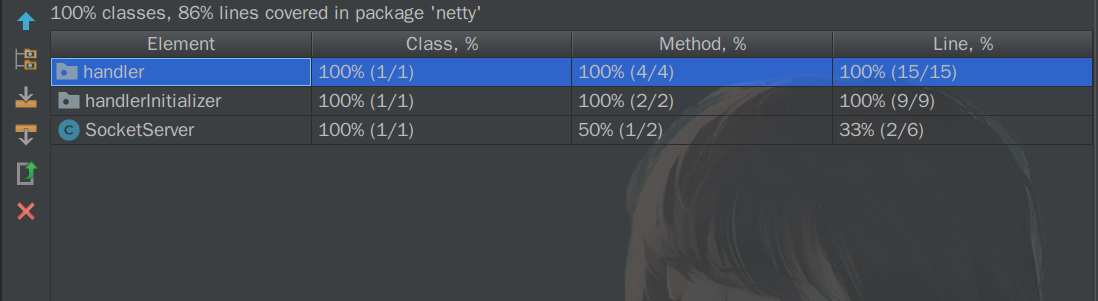 100% classes, 86% lines covered in package 'netty'
Element Class, % Method, % Line, %
handler 100% (1/1) 100% (4/4) 100% (15/15)
handlerInitializer 100% (1/1) 100% (2/2) 100% (9/9)
C SocketServer 100% (1/1) 50% (1/2) 33% (2/6)